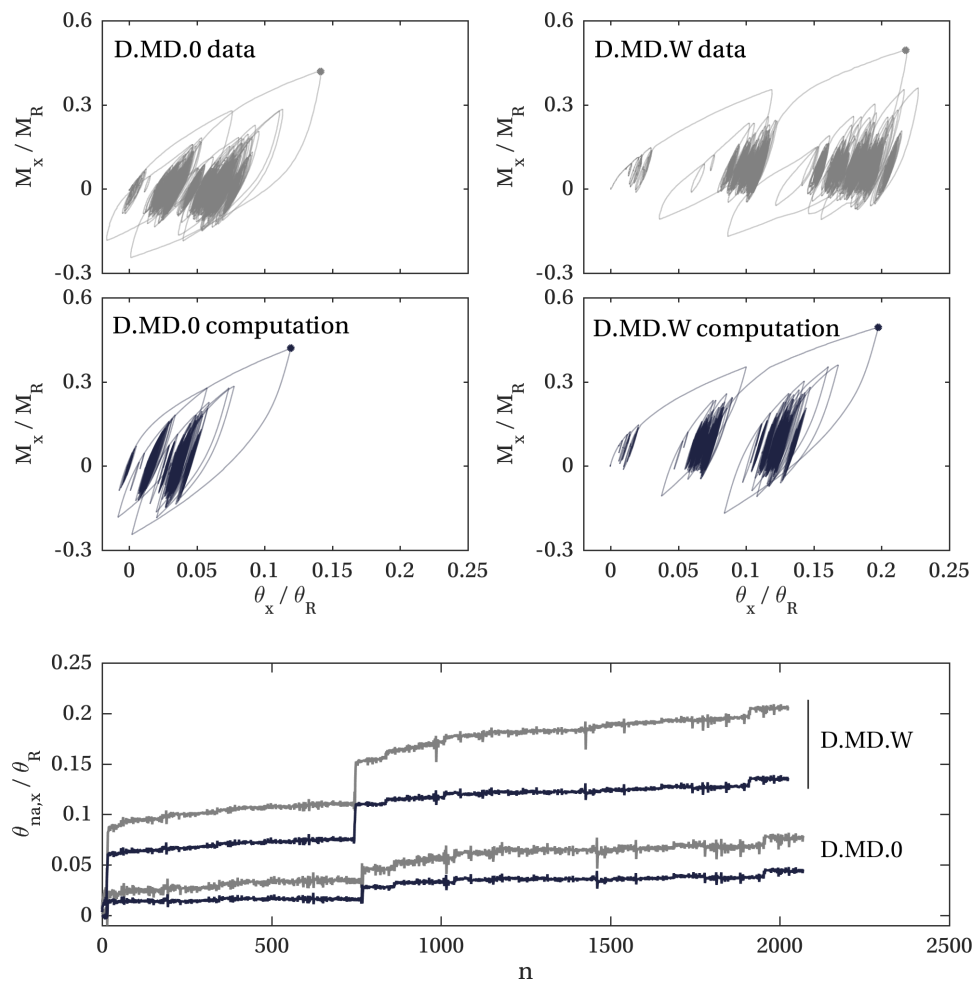 0.6
D.MD.0 data
0.3
0
-0.3
M_x / M_R
0.6
D.MD.W data
0.3
0
-0.3
M_x / M_R
0.6
D.MD.0 computation
0.3
0
-0.3
M_x / M_R
0 0.05 0.1 0.15 0.2 0.25
θ_x / θ_R
0.6
D.MD.W computation
0.3
0
-0.3
M_x / M_R
0 0.05 0.1 0.15 0.2 0.25
θ_x / θ_R
0.25
0.2
0.15
0.1
0.05
0
θ_na,x / θ_R
D.MD.W
D.MD.0
0 500 1000 1500 2000 2500
n